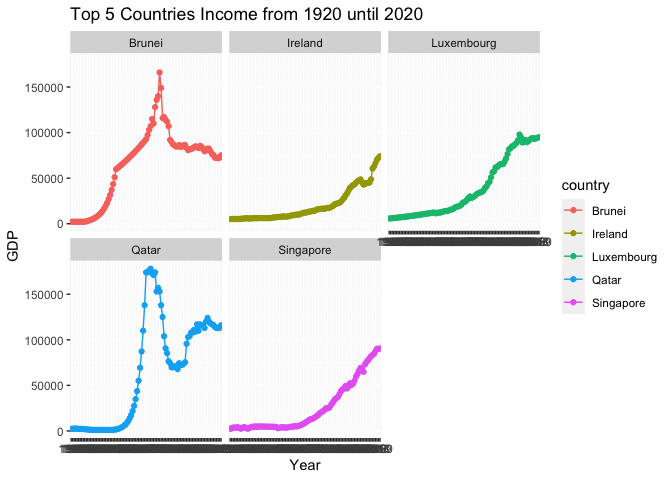 Top 5 Countries Income from 1920 until 2020
Brunei
Ireland
Luxembourg
150000
100000
50000
0
Qatar
Singapore
150000
100000
50000
0
GDP
Year
country
Brunei
Ireland
Luxembourg
Qatar
Singapore